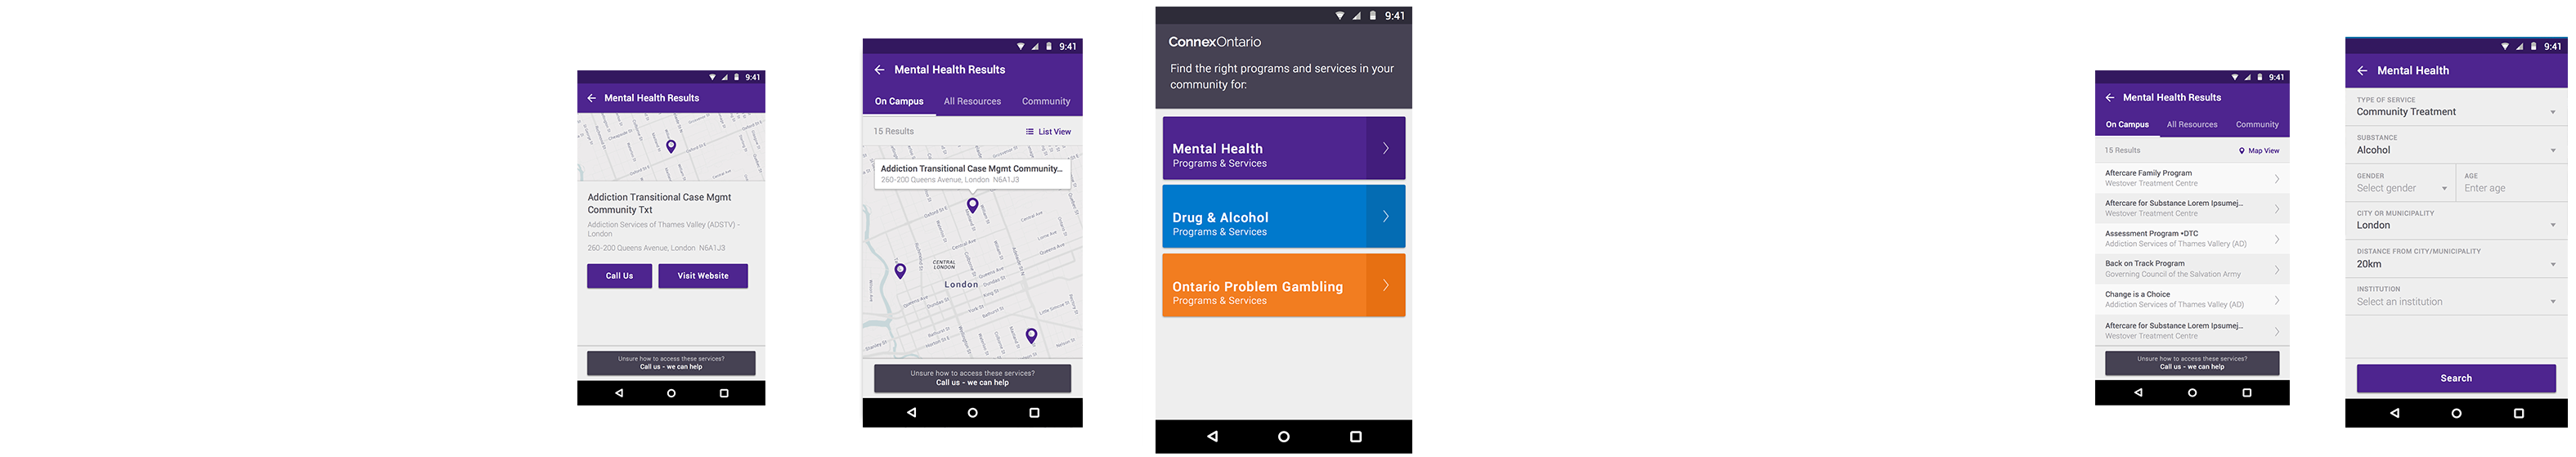 9:41
Mental Health Results
Addiction Transitional Case Mgmt
Community Txt
Addiction Services of Thames Valley (ADSTV) -
London
260-200 Queens Avenue, London N6A1J3
Call Us
Visit Website
Unsure how to access these services?
Call us - we can help
9:41
Mental Health Results
On Campus
All Resources
Community
15 Results
List View
Addiction Transitional Case Mgmt Community...
260-200 Queens Avenue, London N6A1J3
CENTRAL
LONDON
London
Unsure how to access these services?
Call us - we can help
9:41
ConnexOntario
Find the right programs and services in your
community for:
Mental Health
Programs & Services
Drug & Alcohol
Programs & Services
Ontario Problem Gambling
Programs & Services
9:41
Mental Health Results
On Campus
All Resources
Community
15 Results
Map View
Aftercare Family Program
Westover Treatment Centre
Aftercare for Substance Lorem Ipsumej...
Westover Treatment Centre
Assessment Program •DTC
Addiction Services of Thames Vallery (AD)
Back on Track Program
Governing Council of the Salvation Army
Change is a Choice
Addiction Services of Thames Valley (AD)
Aftercare for Substance Lorem Ipsumej...
Westover Treatment Centre
Unsure how to access these services?
Call us - we can help
9:41
Mental Health
TYPE OF SERVICE
Community Treatment
SUBSTANCE
Alcohol
GENDER
Select gender
AGE
Enter age
CITY OR MUNICIPALITY
London
DISTANCE FROM CITY/MUNICIPALITY
20km
INSTITUTION
Select an institution
Search